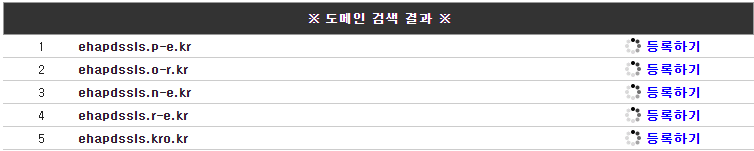 ※ 도메인 검색 결과 ※
1 ehapdssls.p-e.kr 등록하기
2 ehapdssls.o-r.kr 등록하기
3 ehapdssls.n-e.kr 등록하기
4 ehapdssls.r-e.kr 등록하기
5 ehapdssls.kro.kr 등록하기